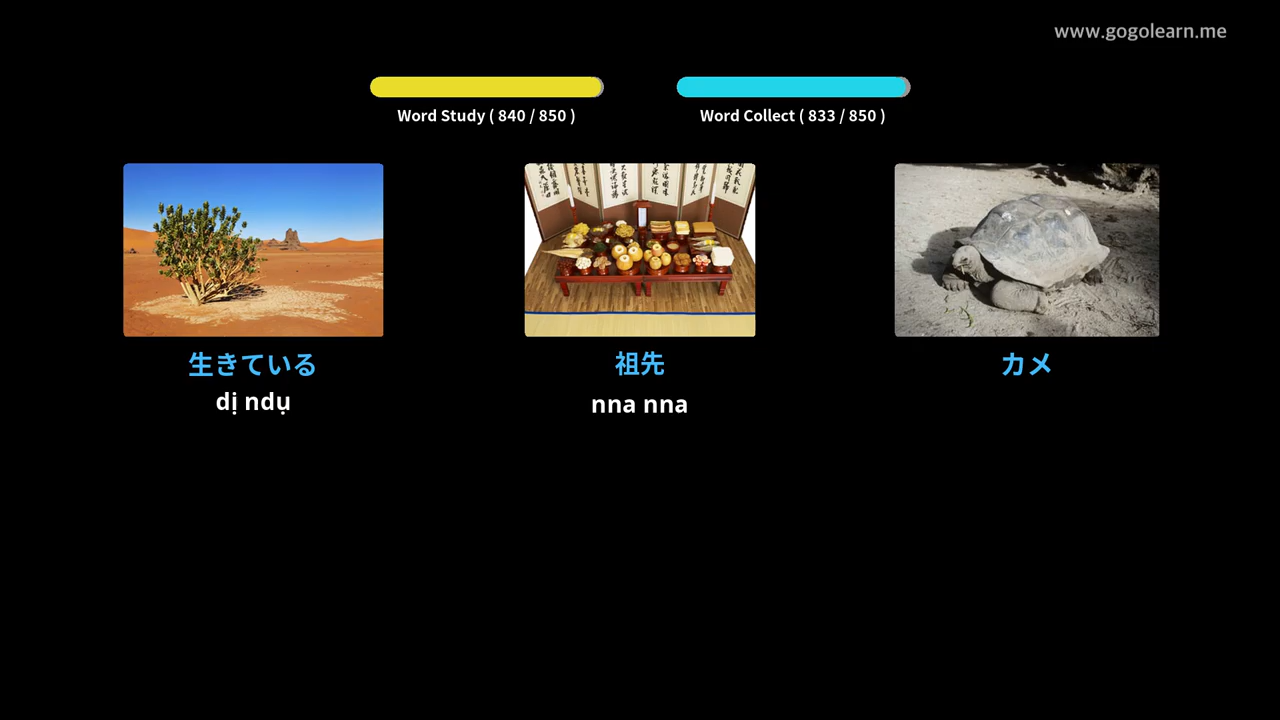 www.gogolearn.me
Word Study ( 840 / 850 )
Word Collect ( 833 / 850 )
生きている
dị ndụ
祖先
nna nna
カメ